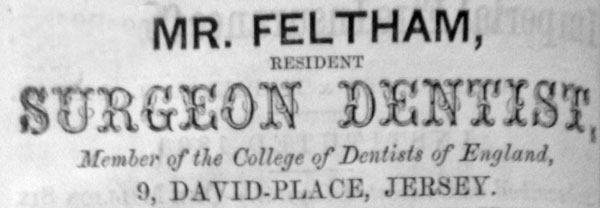 MR. FELTHAM,
RESIDENT
SURGEON DENTIST,
Member of the College of Dentists of England,
9, DAVID-PLACE, JERSEY.